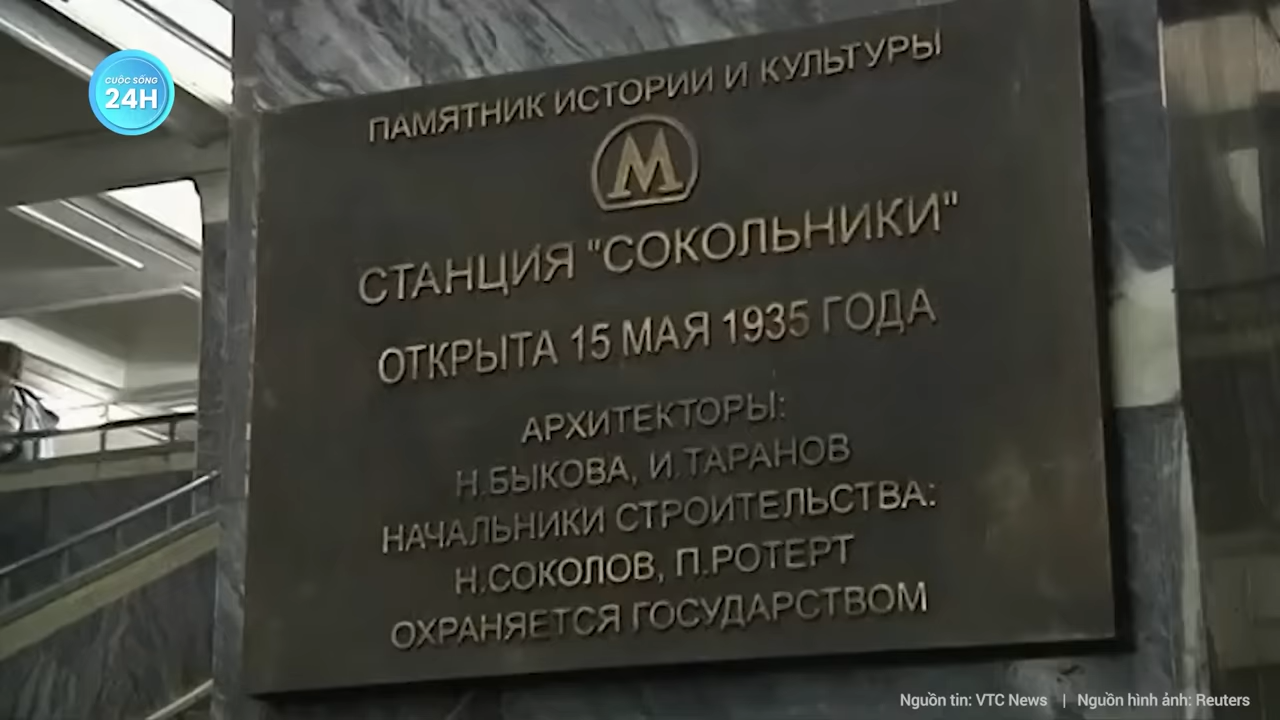 CUỘC SỐNG
24H
ПАМЯТНИК ИСТОРИИ И КУЛЬТУРЫ
М
СТАНЦИЯ "СОКОЛЬНИКИ"
ОТКРЫТА 15 МАЯ 1935 ГОДА
АРХИТЕКТОРЫ:
Н.БЫКОВА, И.ТАРАНОВ
НАЧАЛЬНИКИ СТРОИТЕЛЬСТВА:
Н.СОКОЛОВ, П.РОТЕРТ
ОХРАНЯЕТСЯ ГОСУДАРСТВОМ
Nguồn tin: VTC News | Nguồn hình ảnh: Reuters